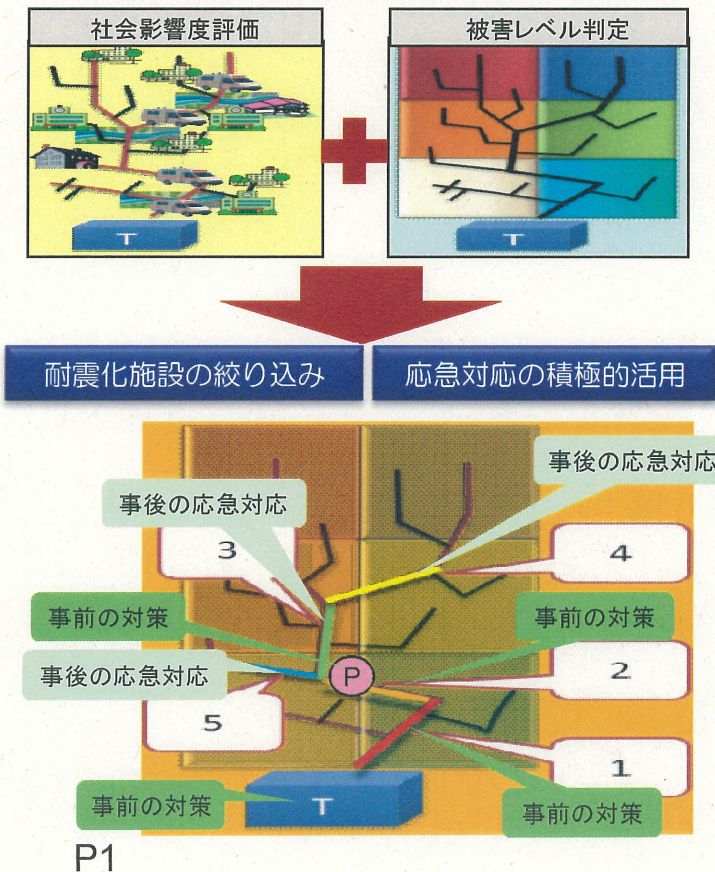 社会影響度評価
被害レベル判定
T
T
耐震化施設の絞り込み
応急対応の積極的活用
事後の応急対応
事後の応急対応
3
4
事前の対策
事前の対策
事後の応急対応
P
2
5
1
事前の対策
T
事前の対策
P1